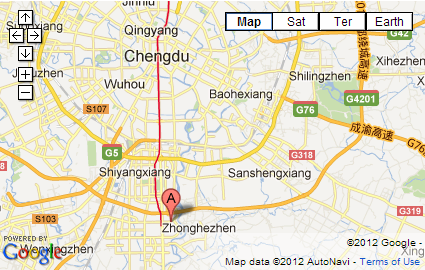 Jinniu
Map
Sat
Ter
Earth
Qingyang
G42
Chengdu
Xihezhen
Shilingzhen
Wuhou
Baohexiang
G4201
S107
G76
成渝高速
G5
G318
G76
Shiyangxiang
Sanshengxiang
A
G319
S103
Zhonghezhen
POWERED BY
Google
Wenxingzhen
©2012 Google -
Map data ©2012 AutoNavi - Terms of Use